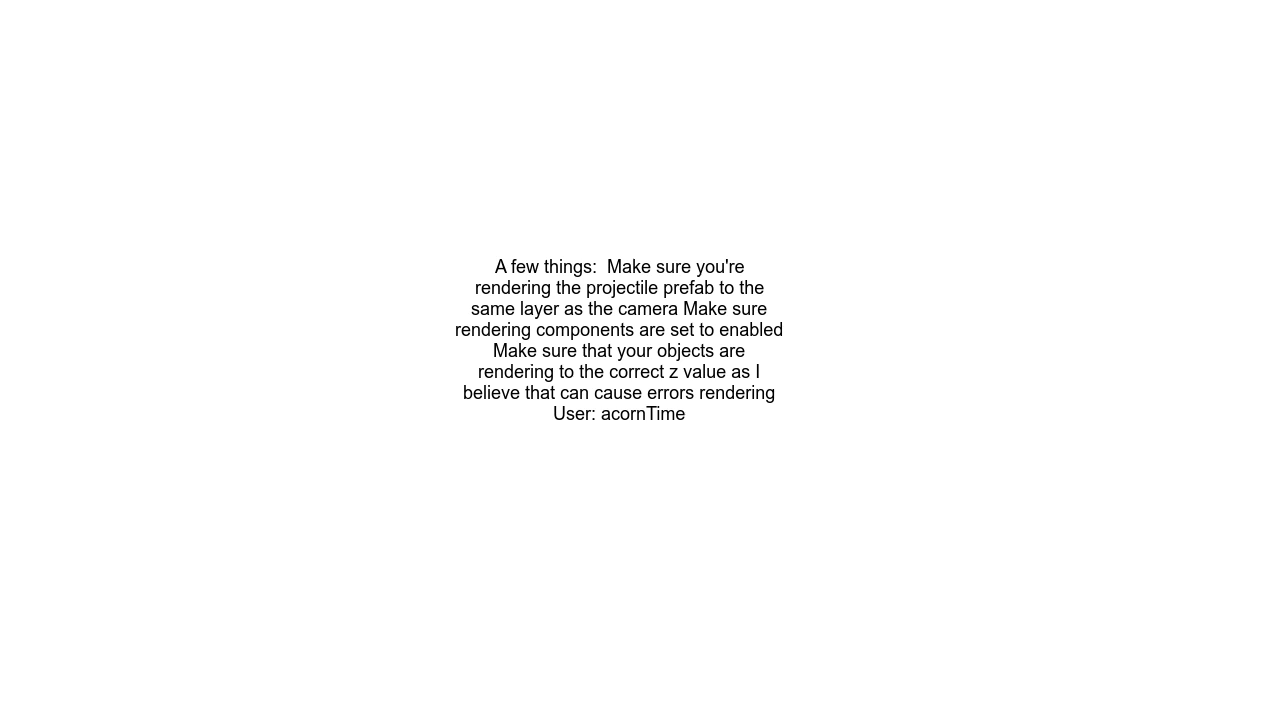 A few things:  Make sure you're
rendering the projectile prefab to the
same layer as the camera Make sure
rendering components are set to enabled
Make sure that your objects are
rendering to the correct z value as I
believe that can cause errors rendering
User: acornTime